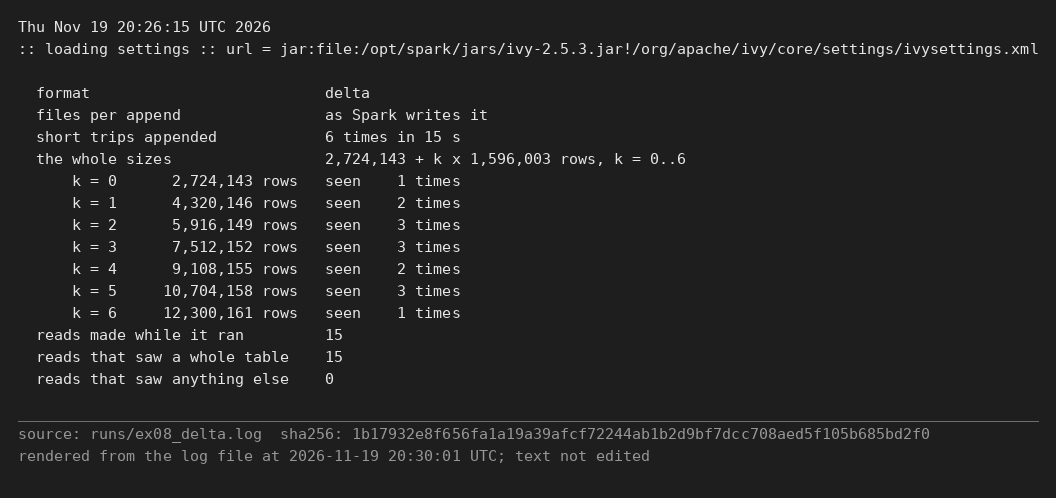 Thu Nov 19 20:26:15 UTC 2026
:: loading settings :: url = jar:file:/opt/spark/jars/ivy-2.5.3.jar!/org/apache/ivy/core/settings/ivysettings.xml
format delta
files per append as Spark writes it
short trips appended 6 times in 15 s
the whole sizes 2,724,143 + k x 1,596,003 rows, k = 0..6
k = 0 2,724,143 rows seen 1 times
k = 1 4,320,146 rows seen 2 times
k = 2 5,916,149 rows seen 3 times
k = 3 7,512,152 rows seen 3 times
k = 4 9,108,155 rows seen 2 times
k = 5 10,704,158 rows seen 3 times
k = 6 12,300,161 rows seen 1 times
reads made while it ran 15
reads that saw a whole table 15
reads that saw anything else 0
source: runs/ex08_delta.log sha256: 1b17932e8f656fa1a19a39afcf72244ab1b2d9bf7dcc708aed5f105b685bd2f0
rendered from the log file at 2026-11-19 20:30:01 UTC; text not edited